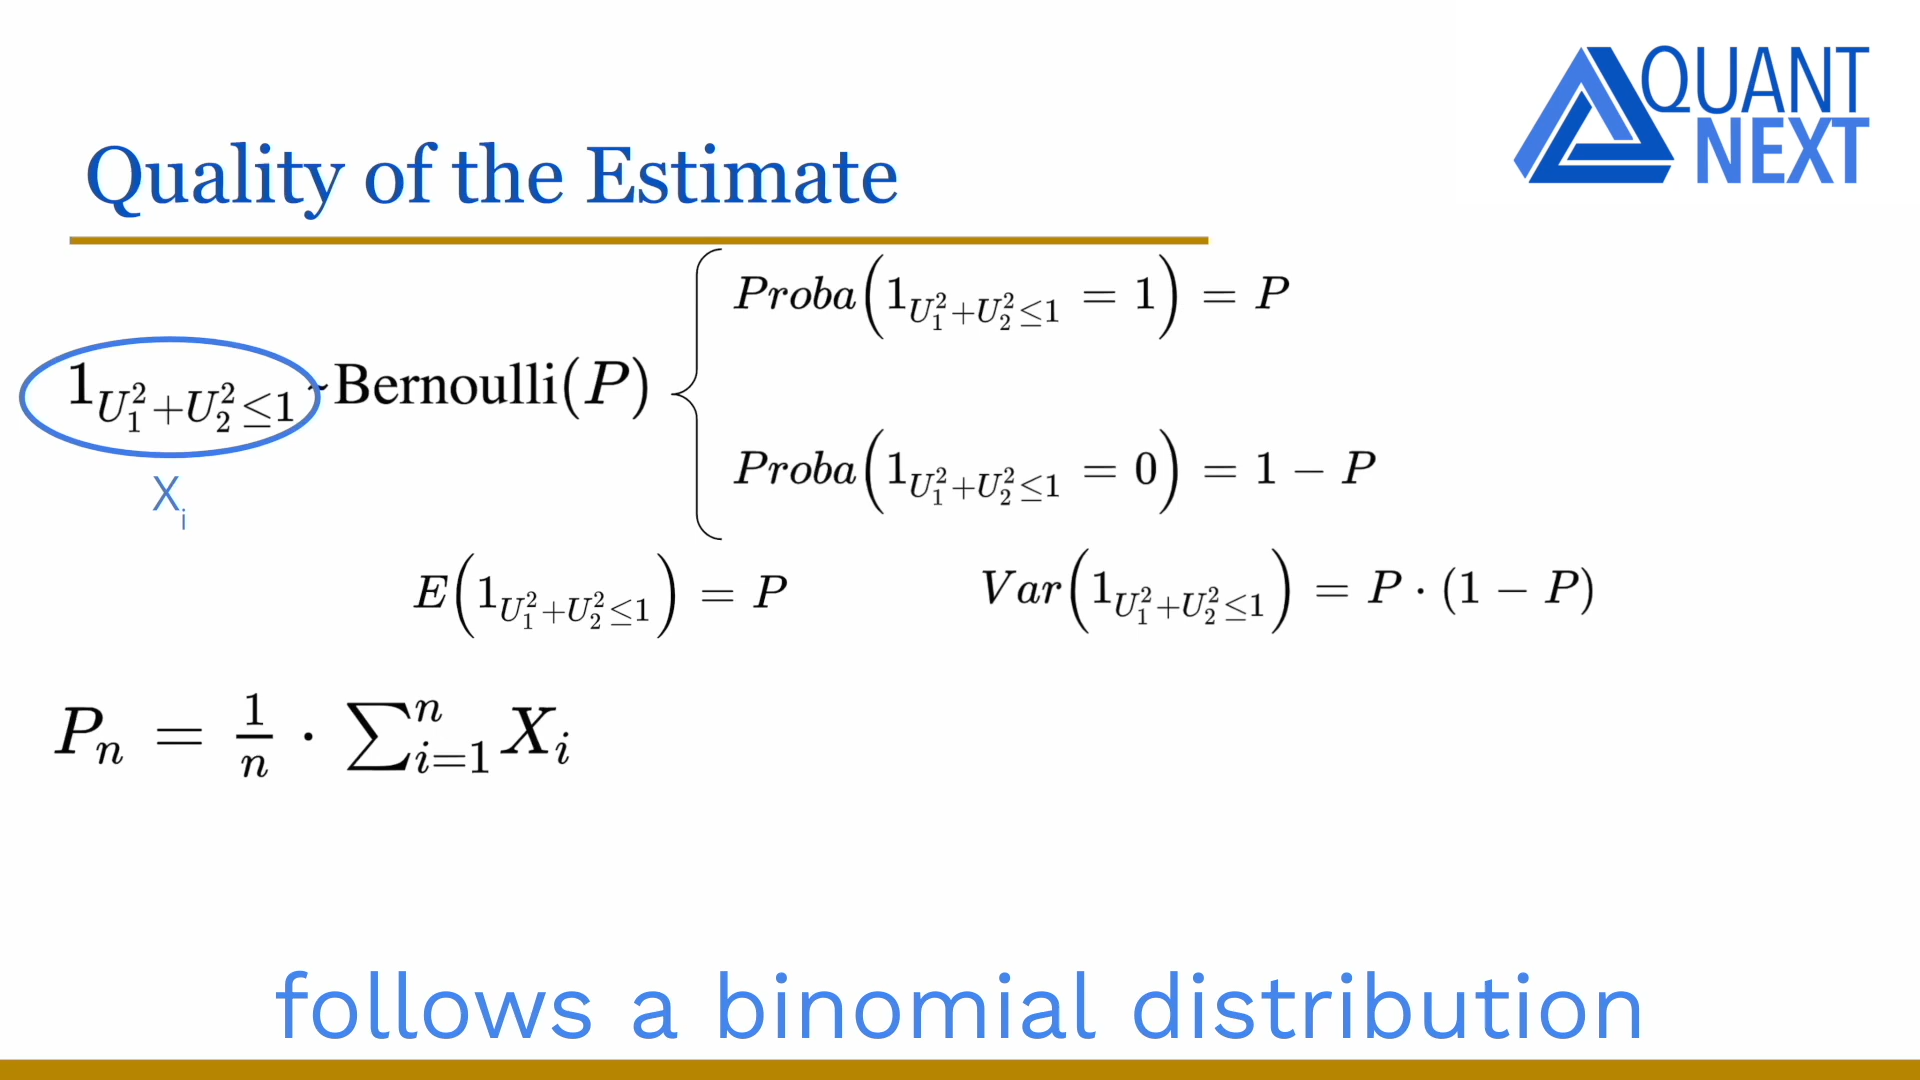 QUANT
NEXT
Quality of the Estimate
Proba(1_{U_1^2+U_2^2≤1} = 1) = P
1_{U_1^2+U_2^2≤1} ~Bernoulli(P)
Proba(1_{U_1^2+U_2^2≤1} = 0) = 1 − P
X_i
E(1_{U_1^2+U_2^2≤1}) = P
Var(1_{U_1^2+U_2^2≤1}) = P · (1 − P)
P_n = \frac{1}{n} · ∑_{i=1}^{n} X_i
follows a binomial distribution